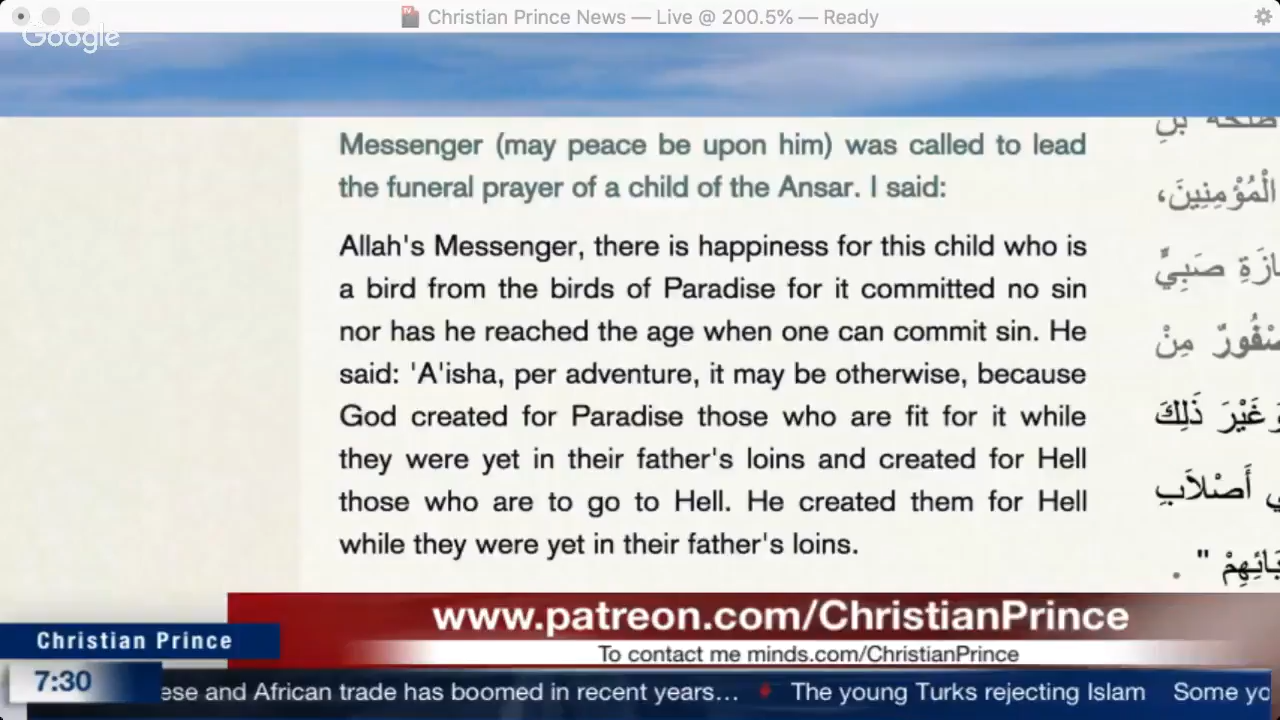 Christian Prince News — Live @ 200.5% — Ready
Google
Messenger (may peace be upon him) was called to lead
the funeral prayer of a child of the Ansar. I said:
Allah's Messenger, there is happiness for this child who is
a bird from the birds of Paradise for it committed no sin
nor has he reached the age when one can commit sin. He
said: 'A'isha, per adventure, it may be otherwise, because
God created for Paradise those who are fit for it while
they were yet in their father's loins and created for Hell
those who are to go to Hell. He created them for Hell
while they were yet in their father's loins.
الْمُؤْمِنِينَ،
صَبِيٍّ
مِنْ
غَيْرَ ذَلِكَ
أَصْلاَبِ
" .
www.patreon.com/ChristianPrince
To contact me minds.com/ChristianPrince
Christian Prince
7:30
ese and African trade has boomed in recent years... The young Turks rejecting Islam Some yo